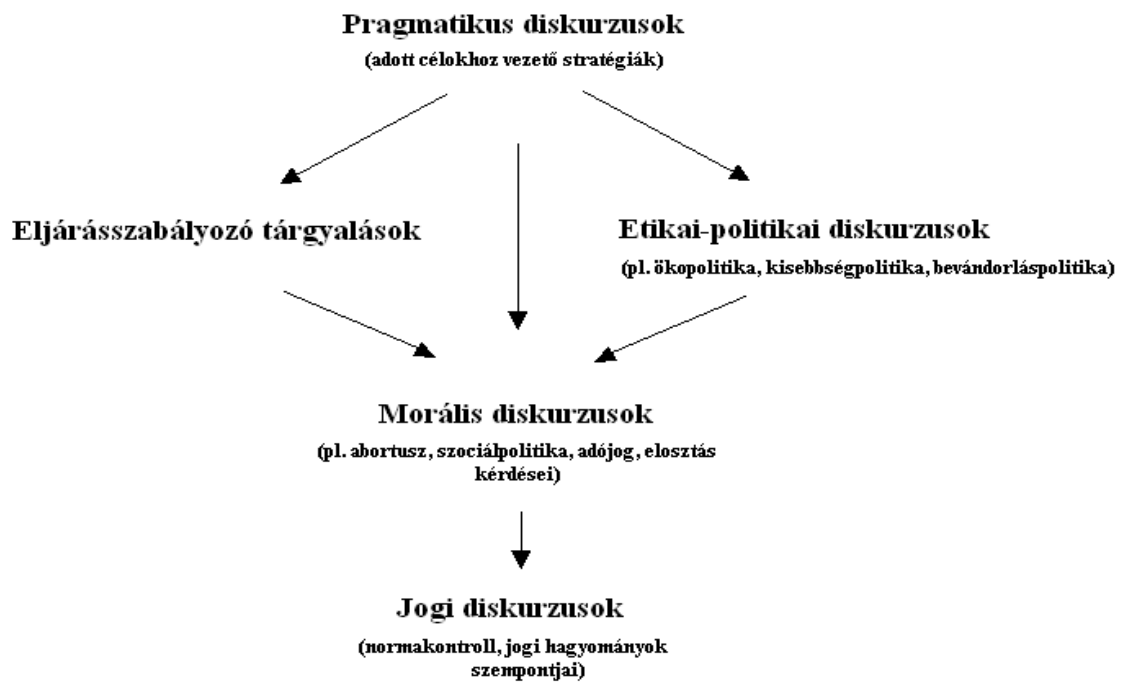 Pragmatikus diskurzusok
(adott célokhoz vezető stratégiák)
Eljárásszabályozó tárgyalások
Etikai-politikai diskurzusok
(pl. ökopolitika, kisebbségpolitika, bevándorláspolitika)
Morális diskurzusok
(pl. abortusz, szociálpolitika, adójog, elosztás
kérdései)
Jogi diskurzusok
(normakontroll, jogi hagyományok
szempontjai)